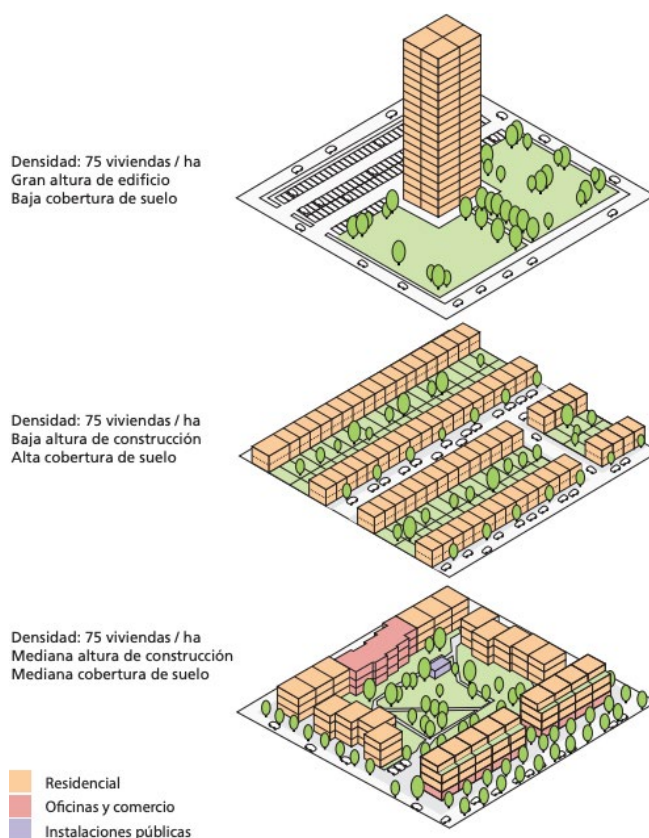 Densidad: 75 viviendas / ha
Gran altura de edificio
Baja cobertura de suelo
Densidad: 75 viviendas / ha
Baja altura de construcción
Alta cobertura de suelo
Densidad: 75 viviendas / ha
Mediana altura de construcción
Mediana cobertura de suelo
Residencial
Oficinas y comercio
Instalaciones públicas